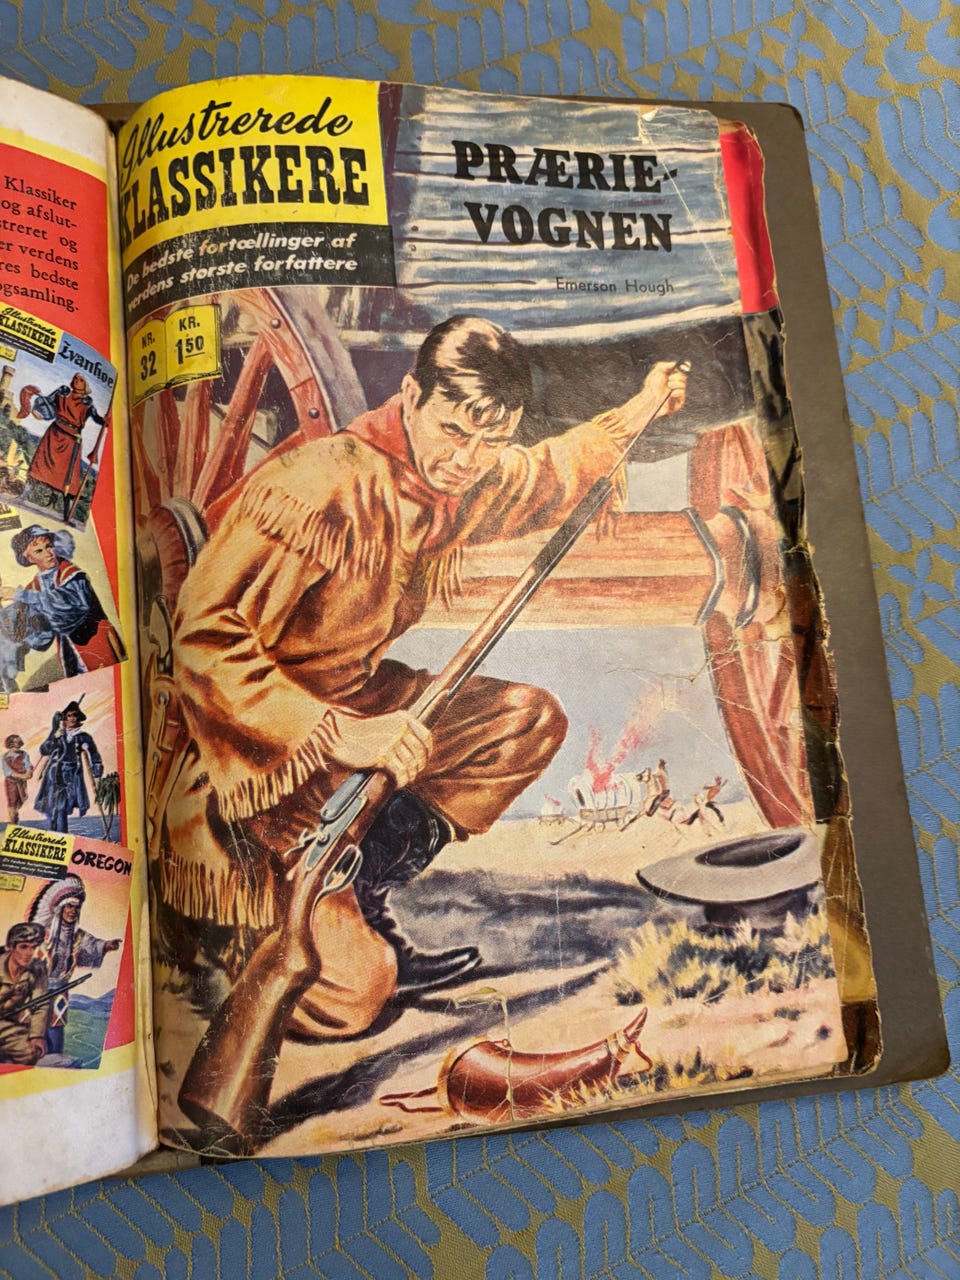 Klassiker
og afslut-
streret og
er verdens
res bedste
ogsamling.
Illustrerede
KLASSIKERE
Ivanhoe
Illustrerede
KLASSIKERE
OREGON
Illustrerede
KLASSIKERE
De bedste fortællinger af
verdens største forfattere
NR.
32
KR.
1 50
PRÆRIE-
VOGNEN
Emerson Hough